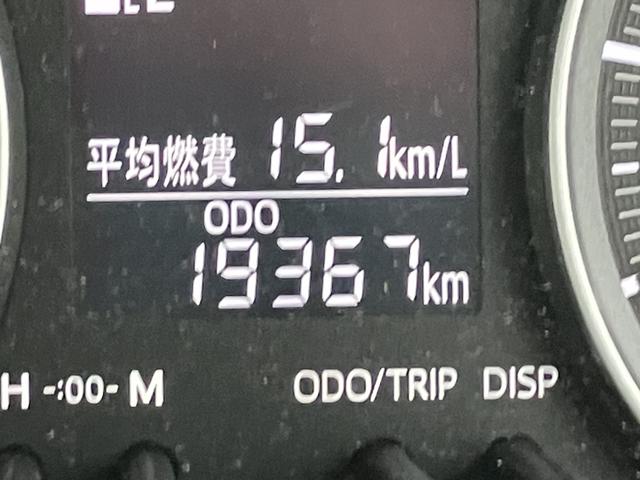 平均燃費 15.1km/L
ODO
19367km
H -:00- M ODO/TRIP DISP